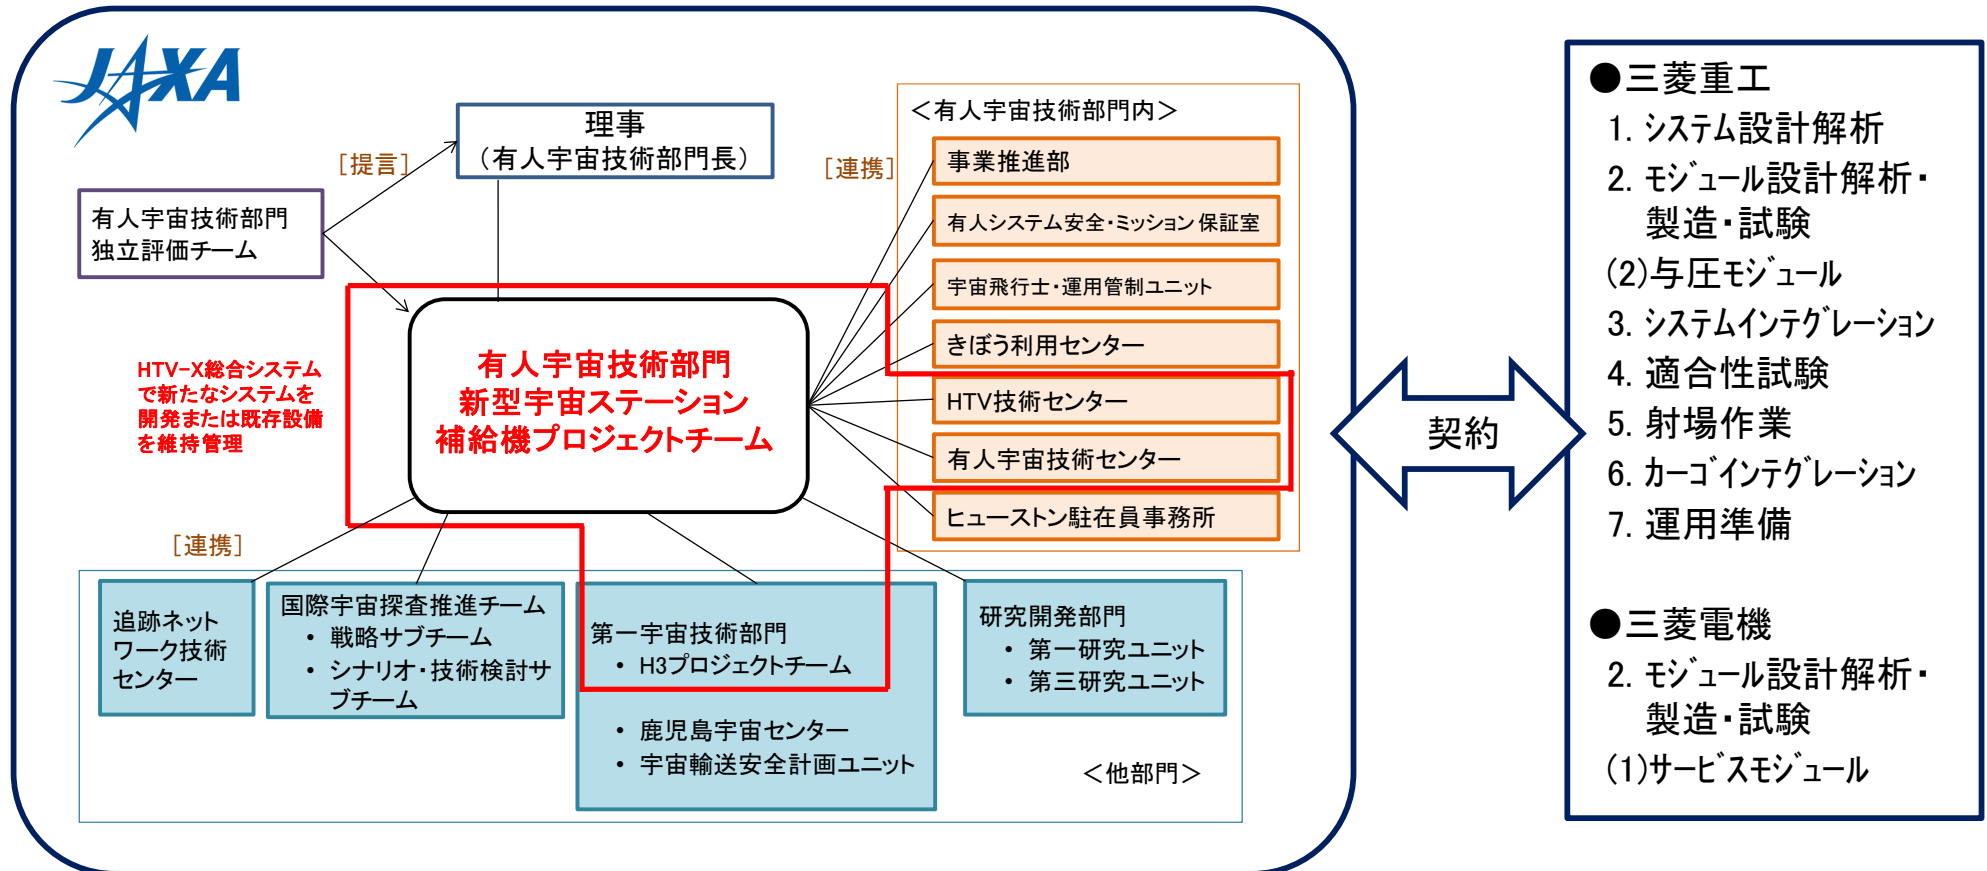 JAXA
理事
(有人宇宙技術部門長)
[提言]
有人宇宙技術部門
独立評価チーム
<有人宇宙技術部門内>
[連携]
事業推進部
有人システム安全・ミッション保証室
宇宙飛行士・運用管制ユニット
きぼう利用センター
HTV技術センター
有人宇宙技術センター
ヒューストン駐在員事務所
HTV-X総合システム
で新たなシステムを
開発または既存設備
を維持管理
有人宇宙技術部門
新型宇宙ステーション
補給機プロジェクトチーム
[連携]
追跡ネット
ワーク技術
センター
国際宇宙探査推進チーム
• 戦略サブチーム
• シナリオ・技術検討サ
ブチーム
第一宇宙技術部門
• H3プロジェクトチーム
• 鹿児島宇宙センター
• 宇宙輸送安全計画ユニット
研究開発部門
• 第一研究ユニット
• 第三研究ユニット
<他部門>
契約
●三菱重工
1. システム設計解析
2. モジュール設計解析・
製造・試験
(2)与圧モジュール
3. システムインテグレーション
4. 適合性試験
5. 射場作業
6. カーゴインテグレーション
7. 運用準備
●三菱電機
2. モジュール設計解析・
製造・試験
(1)サービスモジュール